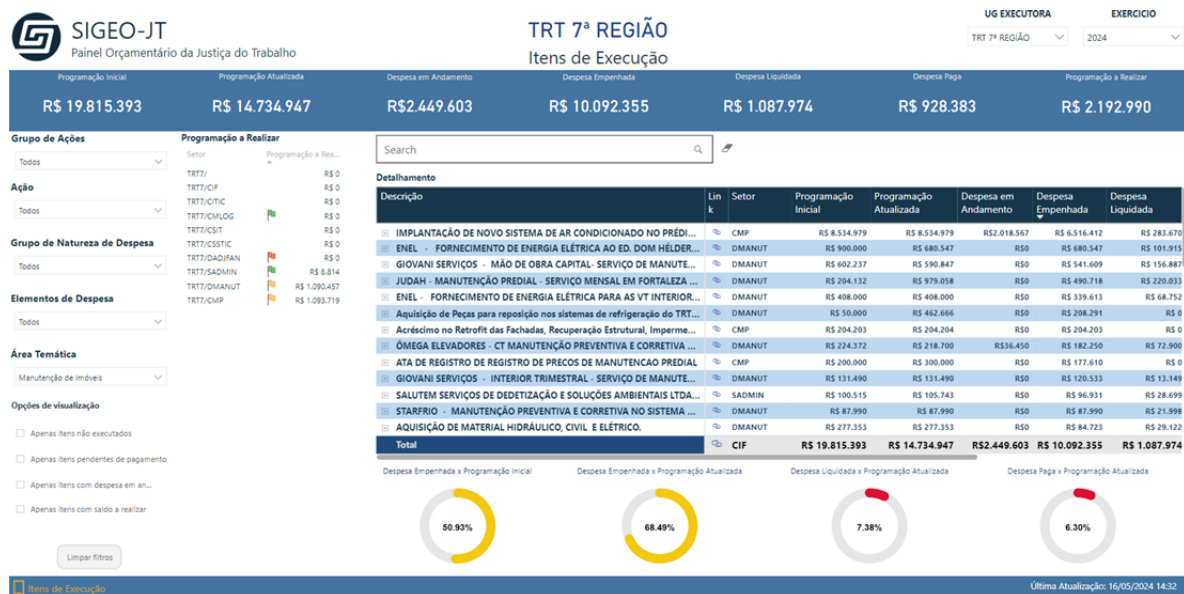 SIGEO-JT
Painel Orçamentário da Justiça do Trabalho
TRT 7ª REGIÃO
Itens de Execução
UG EXECUTORA EXERCICIO
TRT 7ª REGIÃO 2024
Programação Inicial Programação Atualizada Despesa em Andamento Despesa Empenhada Despesa Liquidada Despesa Paga Programação a Realizar
R$ 19.815.393 R$ 14.734.947 R$2.449.603 R$ 10.092.355 R$ 1.087.974 R$ 928.383 R$ 2.192.990
Grupo de Ações
Todos
Ação
Todos
Grupo de Natureza de Despesa
Todos
Elementos de Despesa
Todos
Área Temática
Manutenção de Imóveis
Opções de visualização
Apenas itens não executados
Apenas itens pendentes de pagamento
Apenas itens com despesa em an...
Apenas itens com saldo a realizar
Limpar filtros
Programação a Realizar
Setor Programação a Rea...
TRT7/ R$ 0
TRT7/CIF R$ 0
TRT7/CITIC R$ 0
TRT7/CMLOG R$ 0
TRT7/CSIT R$ 0
TRT7/CSSTIC R$ 0
TRT7/DADJFAN R$ 0
TRT7/SADMIN R$ 8.814
TRT7/DMANUT R$ 1.090.457
TRT7/CMP R$ 1.093.719
Search
Detalhamento
Descrição Lin k Setor Programação Inicial Programação Atualizada Despesa em Andamento Despesa Empenhada Despesa Liquidada
IMPLANTAÇÃO DE NOVO SISTEMA DE AR CONDICIONADO NO PRÉDI... CMP R$ 8.534.979 R$ 8.534.979 R$2.018.567 R$ 6.516.412 R$ 283.670
ENEL - FORNECIMENTO DE ENERGIA ELÉTRICA AO ED. DOM HÉLDER... DMANUT R$ 900.000 R$ 680.547 R$0 R$ 680.547 R$ 101.915
GIOVANI SERVIÇOS - MÃO DE OBRA CAPITAL- SERVIÇO DE MANUTE... DMANUT R$ 602.237 R$ 590.847 R$0 R$ 541.609 R$ 156.887
JUDAH - MANUTENÇÃO PREDIAL - SERVIÇO MENSAL EM FORTALEZA ... DMANUT R$ 204.132 R$ 979.058 R$0 R$ 490.718 R$ 220.033
ENEL - FORNECIMENTO DE ENERGIA ELÉTRICA PARA AS VT INTERIOR... DMANUT R$ 408.000 R$ 408.000 R$0 R$ 339.613 R$ 68.752
Aquisição de Peças para reposição nos sistemas de refrigeração do TRT... DMANUT R$ 50.000 R$ 462.666 R$0 R$ 208.291 R$ 0
Acréscimo no Retrofit das Fachadas, Recuperação Estrutural, Imperme... CMP R$ 204.203 R$ 204.204 R$0 R$ 204.203 R$ 0
ÔMEGA ELEVADORES - CT MANUTENÇÃO PREVENTIVA E CORRETIVA ... DMANUT R$ 224.372 R$ 218.700 R$36.450 R$ 182.250 R$ 72.900
ATA DE REGISTRO DE REGISTRO DE PRECOS DE MANUTENCAO PREDIAL CMP R$ 200.000 R$ 300.000 R$0 R$ 177.610 R$ 0
GIOVANI SERVIÇOS - INTERIOR TRIMESTRAL - SERVIÇO DE MANUTE... DMANUT R$ 131.490 R$ 131.490 R$0 R$ 120.533 R$ 13.149
SALUTEM SERVIÇOS DE DEDETIZAÇÃO E SOLUÇÕES AMBIENTAIS LTDA... SADMIN R$ 100.515 R$ 105.743 R$0 R$ 96.931 R$ 28.699
STARFRIO - MANUTENÇÃO PREVENTIVA E CORRETIVA NO SISTEMA ... DMANUT R$ 87.990 R$ 87.990 R$0 R$ 87.990 R$ 21.998
AQUISIÇÃO DE MATERIAL HIDRÁULICO, CIVIL E ELÉTRICO. DMANUT R$ 277.353 R$ 277.353 R$0 R$ 84.723 R$ 29.122
Total CIF R$ 19.815.393 R$ 14.734.947 R$2.449.603 R$ 10.092.355 R$ 1.087.974
Despesa Empenhada x Programação Inicial Despesa Empenhada x Programação Atualizada Despesa Liquidada x Programação Atualizada Despesa Paga x Programação Atualizada
50.93% 68.49% 7.38% 6.30%
Itens de Execução
Última Atualização: 16/05/2024 14:32